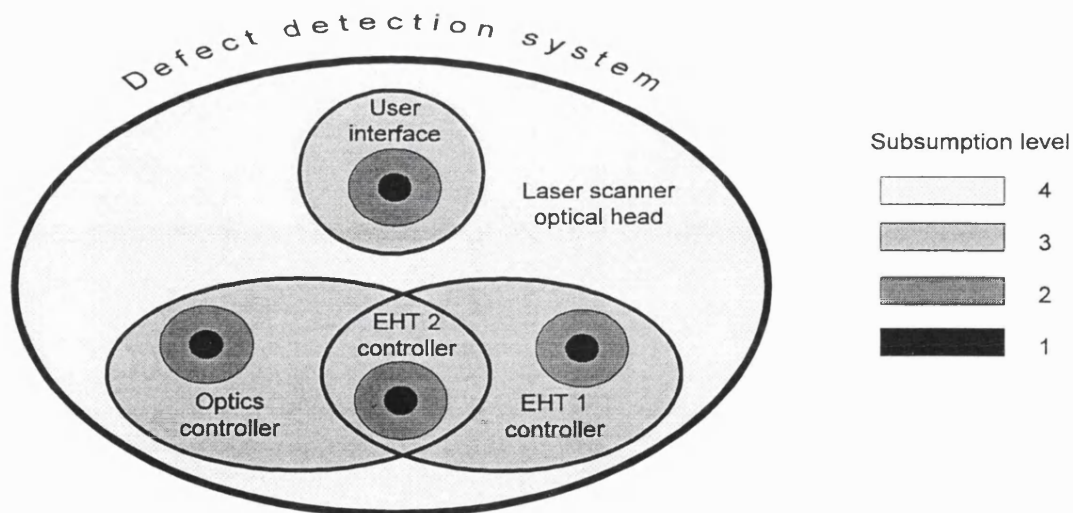 Defect detection system
User
interface
Laser scanner
optical head
EHT 2
controller
Optics
controller
EHT 1
controller
Subsumption level
4
3
2
1